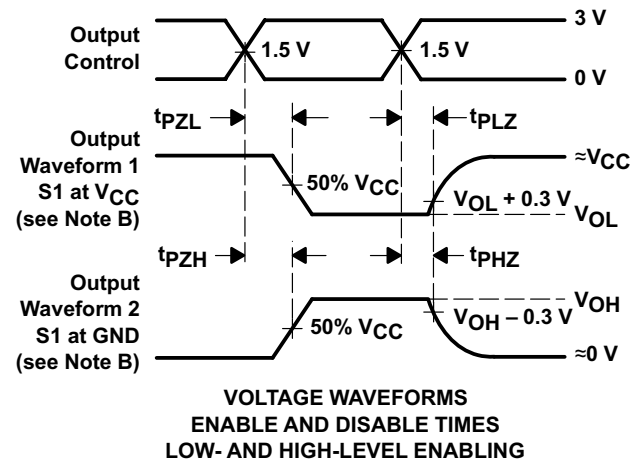 Output
Control
1.5 V
1.5 V
3 V
0 V
tPZL
tPLZ
Output
Waveform 1
S1 at VCC
(see Note B)
50% VCC
≈VCC
VOL + 0.3 V
VOL
tPZH
tPHZ
Output
Waveform 2
S1 at GND
(see Note B)
50% VCC
VOH
VOH – 0.3 V
≈0 V
VOLTAGE WAVEFORMS
ENABLE AND DISABLE TIMES
LOW- AND HIGH-LEVEL ENABLING